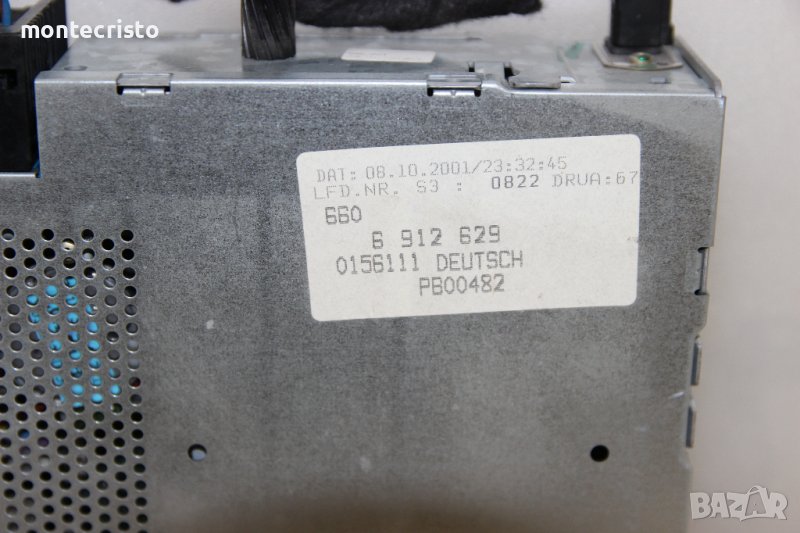 montecristo
DAT: 08.10.2001/23:32:45
LFD.NR. S3 : 0822 DRUA:67
660
6 912 629
0156111 DEUTSCH
PB00482
BAZAR